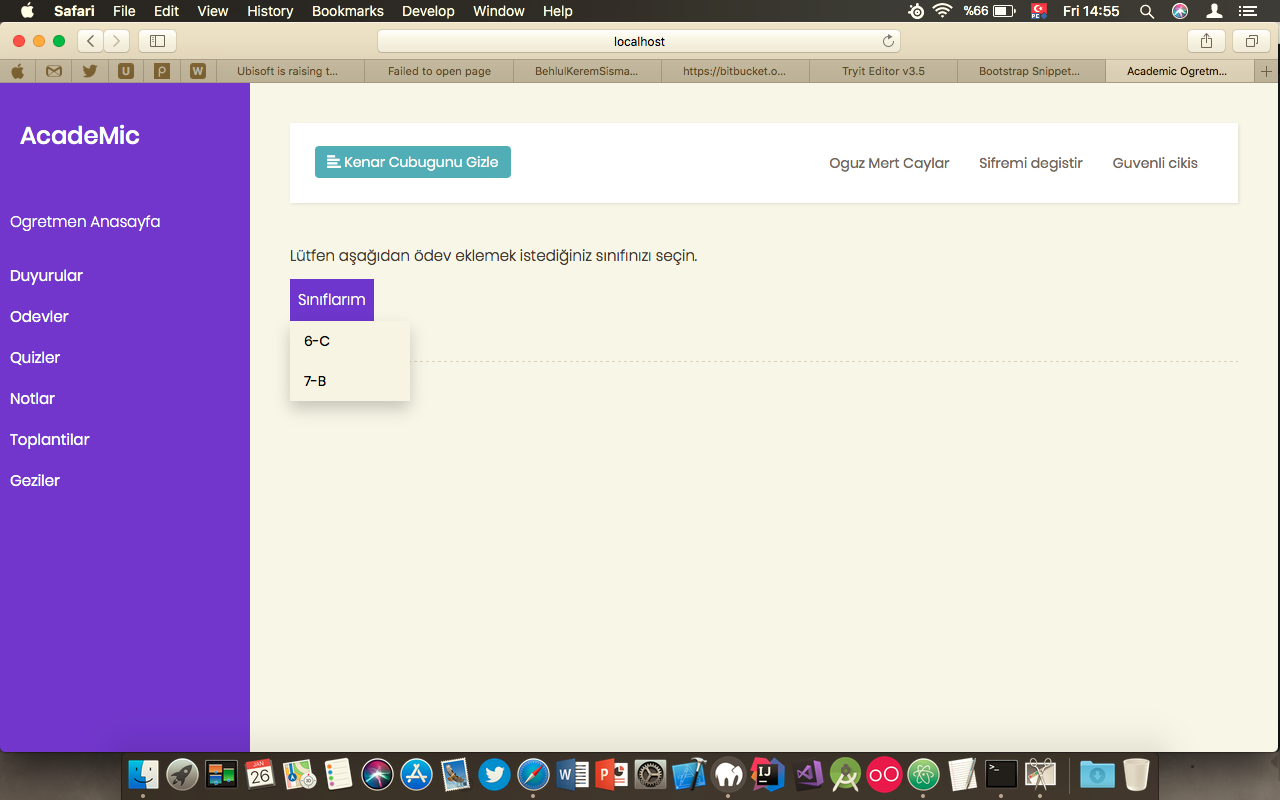 Safari File Edit View History Bookmarks Develop Window Help %66 PC Fri 14:55
localhost
U P W Ubisoft is raising t... Failed to open page BehlulKeremSisma... https://bitbucket.o... Tryit Editor v3.5 Bootstrap Snippet... Academic Ogretm...
AcadeMic
Kenar Cubugunu Gizle Oguz Mert Caylar Sifremi degistir Guvenli cikis
Ogretmen Anasayfa
Duyurular
Odevler
Quizler
Notlar
Toplantilar
Geziler
Lütfen aşağıdan ödev eklemek istediğiniz sınıfınızı seçin.
Sınıflarım
6-C
7-B
JAN
26
W P IJ